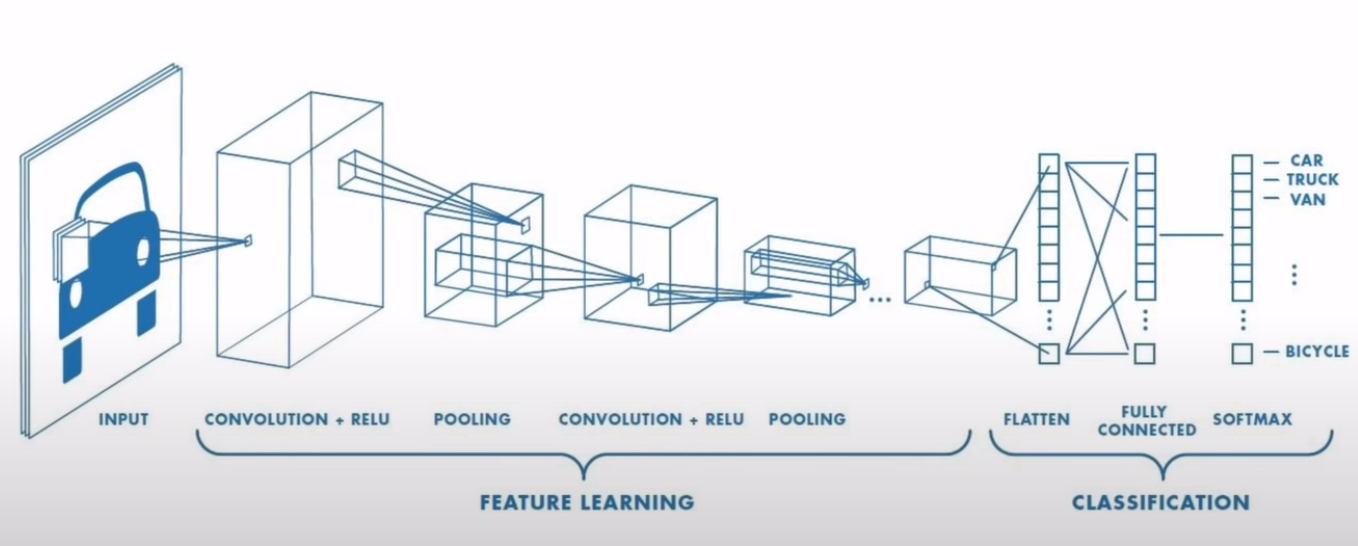 CAR
TRUCK
VAN
BICYCLE
INPUT
CONVOLUTION + RELU
POOLING
CONVOLUTION + RELU
POOLING
FLATTEN
FULLY
CONNECTED
SOFTMAX
FEATURE LEARNING
CLASSIFICATION